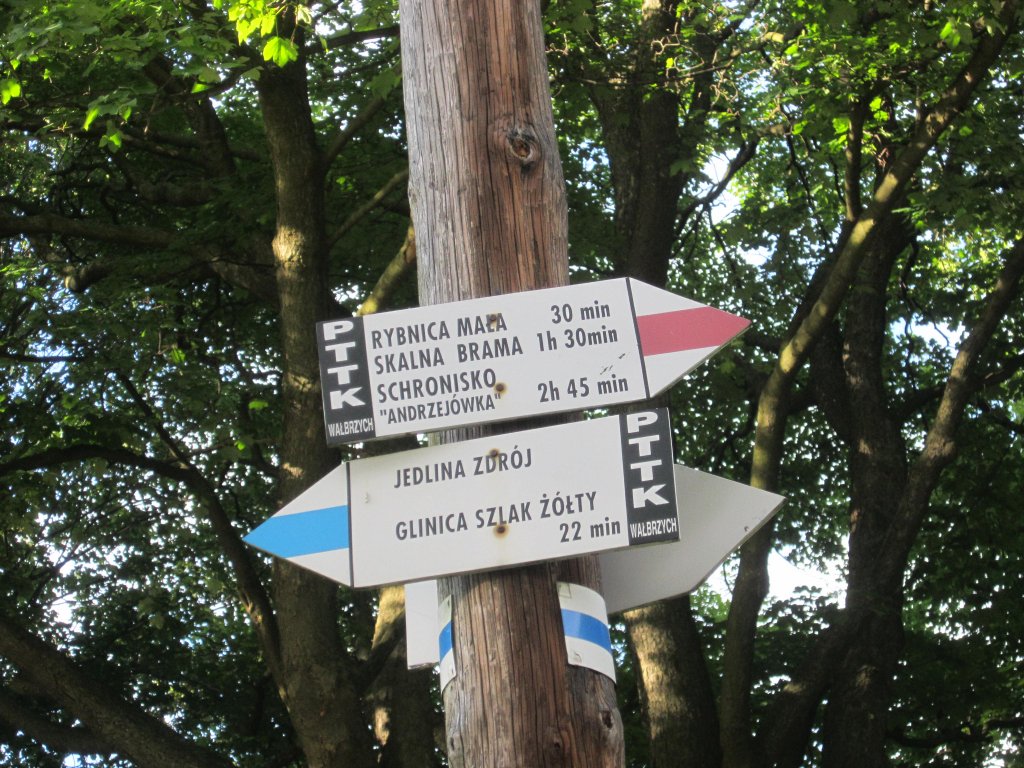 PTTK
WAŁBRZYCH
RYBNICA MAŁA 30 min
SKALNA BRAMA 1h 30min
SCHRONISKO
"ANDRZEJÓWKA" 2h 45 min
JEDLINA ZDRÓJ
GLINICA SZLAK ŻÓŁTY
22 min
PTTK
WAŁBRZYCH